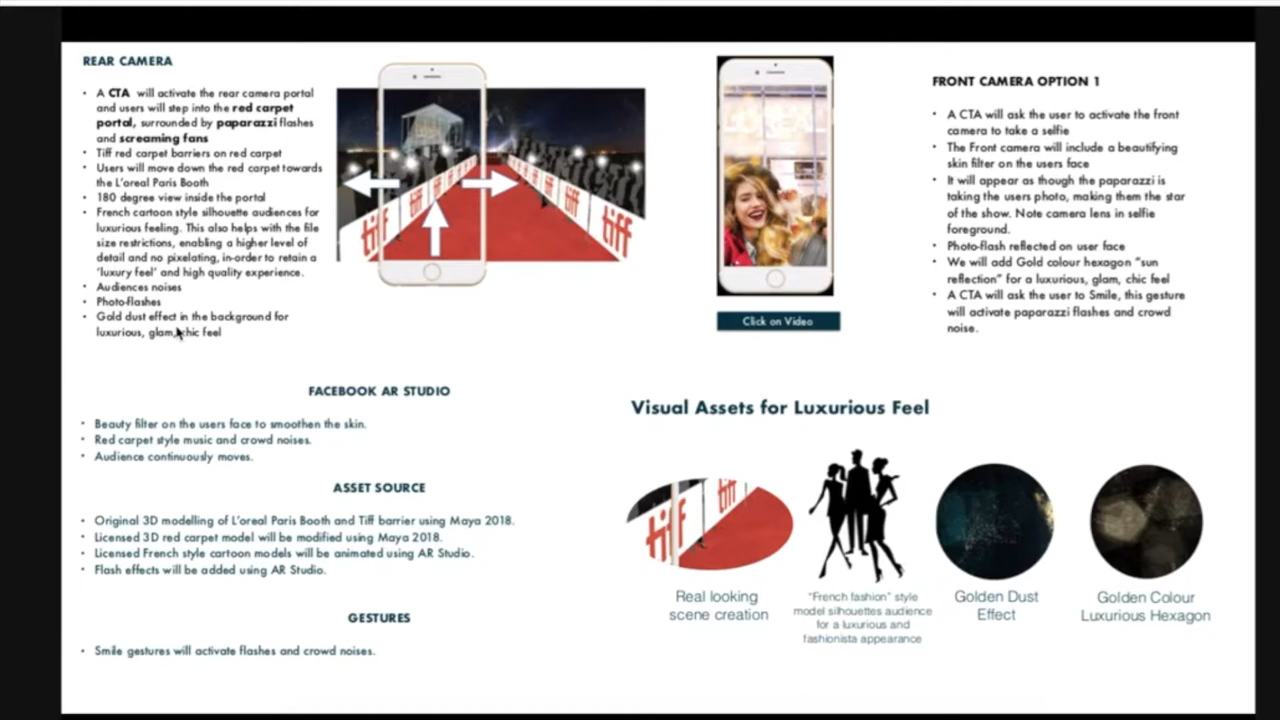 REAR CAMERA
• A CTA will activate the rear camera portal
and users will step into the red carpet
portal, surrounded by paparazzi flashes
and screaming fans
• Tiff red carpet barriers on red carpet
• Users will move down the red carpet towards
the L'oreal Paris Booth
• 180 degree view inside the portal
• French cartoon style silhouette audiences for
luxurious feeling. This also helps with the file
size restrictions, enabling a higher level of
detail and no pixelating, in-order to retain a
'luxury feel' and high quality experience.
• Audiences noises
• Photo-flashes
• Gold dust effect in the background for
luxurious, glam, chic feel
tiff
tiff
tiff
tiff
Click on Video
FRONT CAMERA OPTION 1
• A CTA will ask the user to activate the front
camera to take a selfie
• The Front camera will include a beautifying
skin filter on the users face
• It will appear as though the paparazzi is
taking the users photo, making them the star
of the show. Note camera lens in selfie
foreground.
• Photo-flash reflected on user face
• We will add Gold colour hexagon "sun
reflection" for a luxurious, glam, chic feel
• A CTA will ask the user to Smile, this gesture
will activate paparazzi flashes and crowd
noise.
FACEBOOK AR STUDIO
• Beauty filter on the users face to smoothen the skin.
• Red carpet style music and crowd noises.
• Audience continuously moves.
ASSET SOURCE
• Original 3D modelling of L'oreal Paris Booth and Tiff barrier using Maya 2018.
• Licensed 3D red carpet model will be modified using Maya 2018.
• Licensed French style cartoon models will be animated using AR Studio.
• Flash effects will be added using AR Studio.
GESTURES
• Smile gestures will activate flashes and crowd noises.
Visual Assets for Luxurious Feel
tiff
tiff
Real looking
scene creation
"French fashion" style
model silhouettes audience
for a luxurious and
fashionista appearance
Golden Dust
Effect
Golden Colour
Luxurious Hexagon